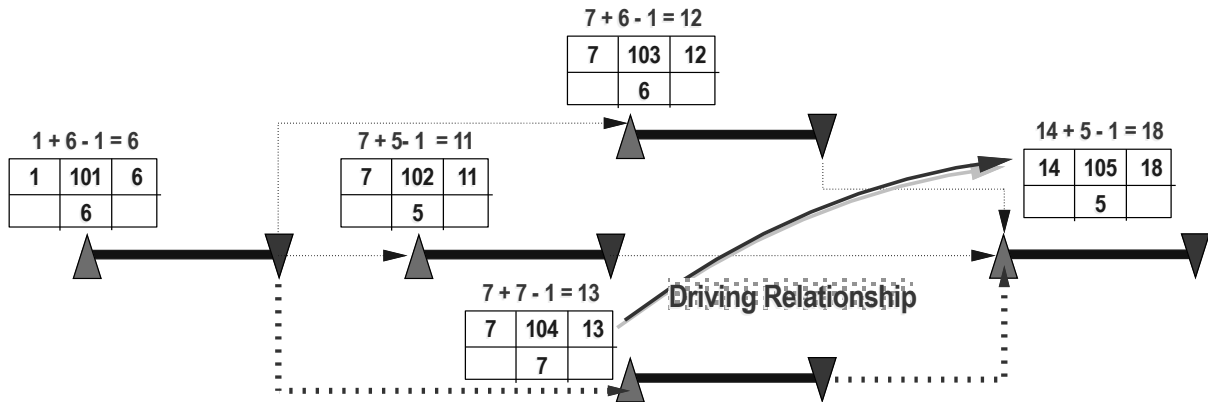 7 + 6 - 1 = 12
7 103 12
6
1 + 6 - 1 = 6
1 101 6
6
7 + 5- 1 = 11
7 102 11
5
14 + 5 - 1 = 18
14 105 18
5
7 + 7 - 1 = 13
7 104 13
7
Driving Relationship